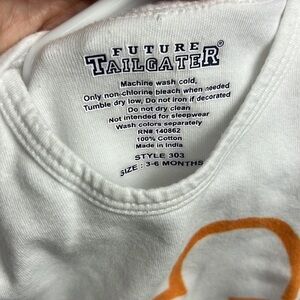 FUTURE
TAILGATER®
Machine wash cold,
Only non-chlorine bleach when needed
Tumble dry low, Do not iron if decorated
Do not dry clean
Not intended for sleepwear
Wash colors separately
RN# 140862
100% Cotton
Made in India
STYLE 303
SIZE : 3-6 MONTHS